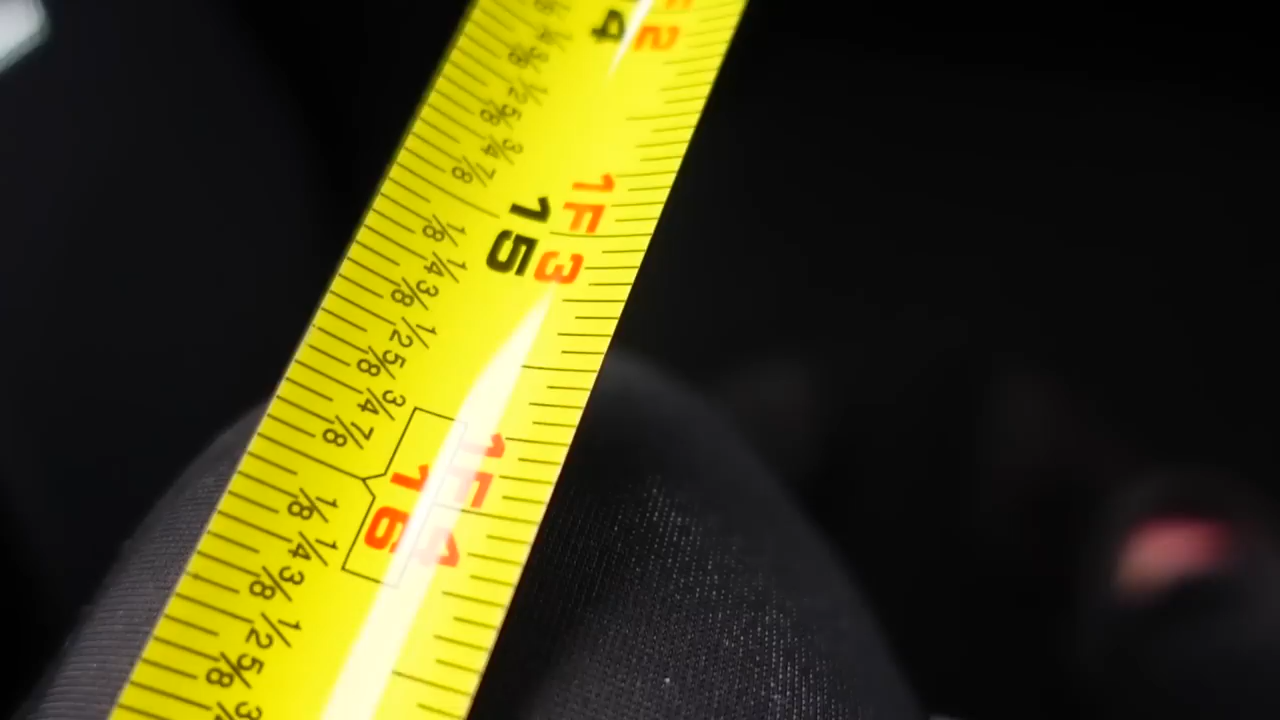 4 F2
1/8 1/4 3/8 1/2 5/8 3/4 7/8
15 1F3
1/8 1/4 3/8 1/2 5/8 3/4 7/8
16 1F4
1/8 1/4 3/8 1/2 5/8